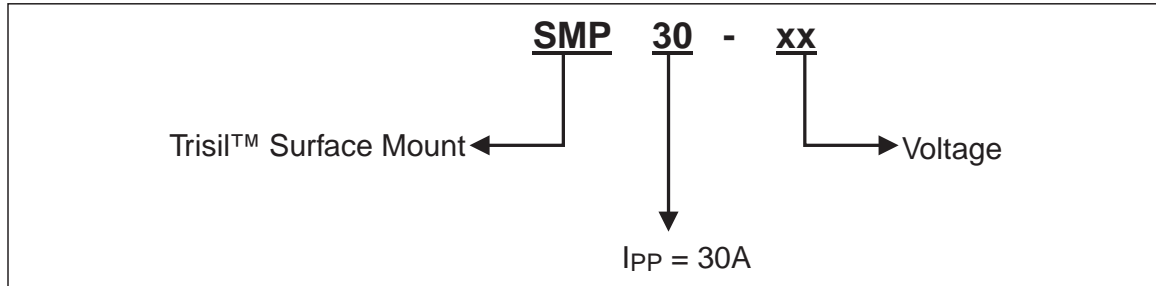 SMP 30 - xx
Trisil™ Surface Mount
Voltage
IPP = 30A